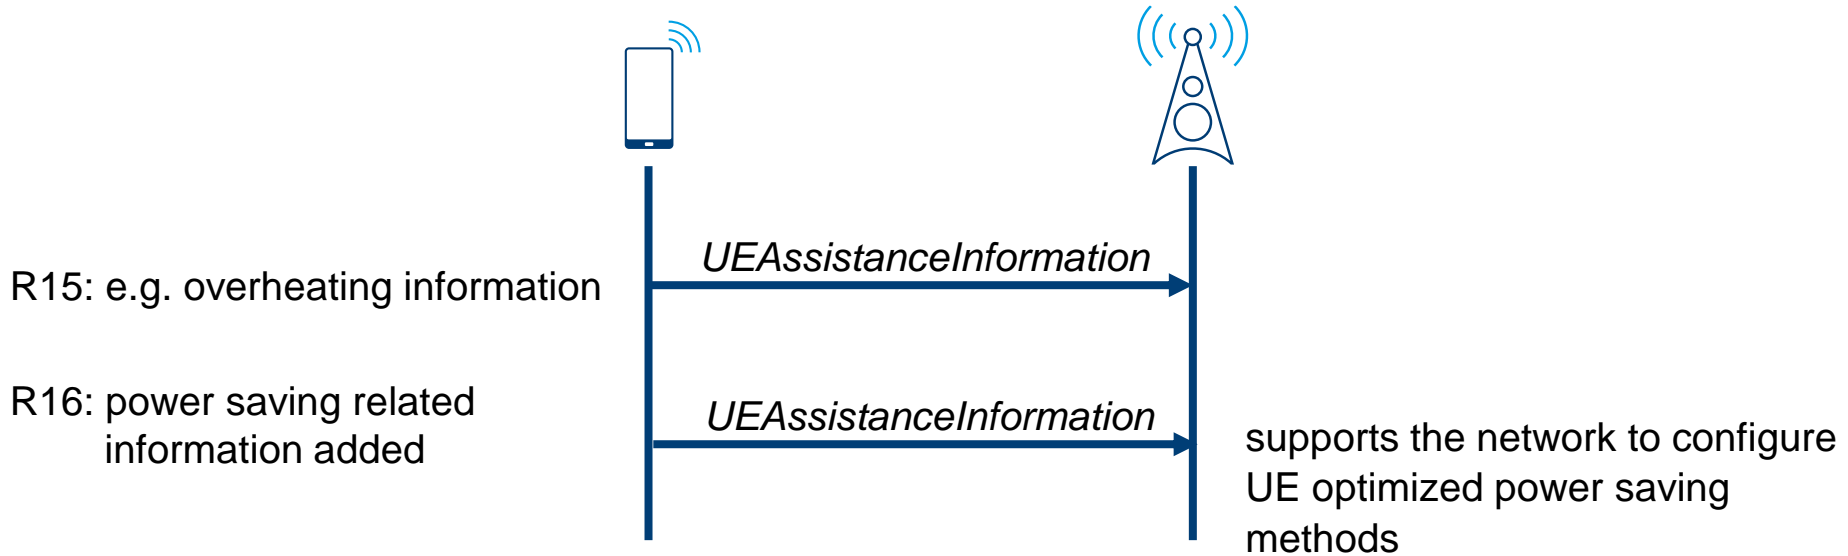 UEAssistanceInformation
R15: e.g. overheating information
R16: power saving related
information added
UEAssistanceInformation
supports the network to configure
UE optimized power saving
methods